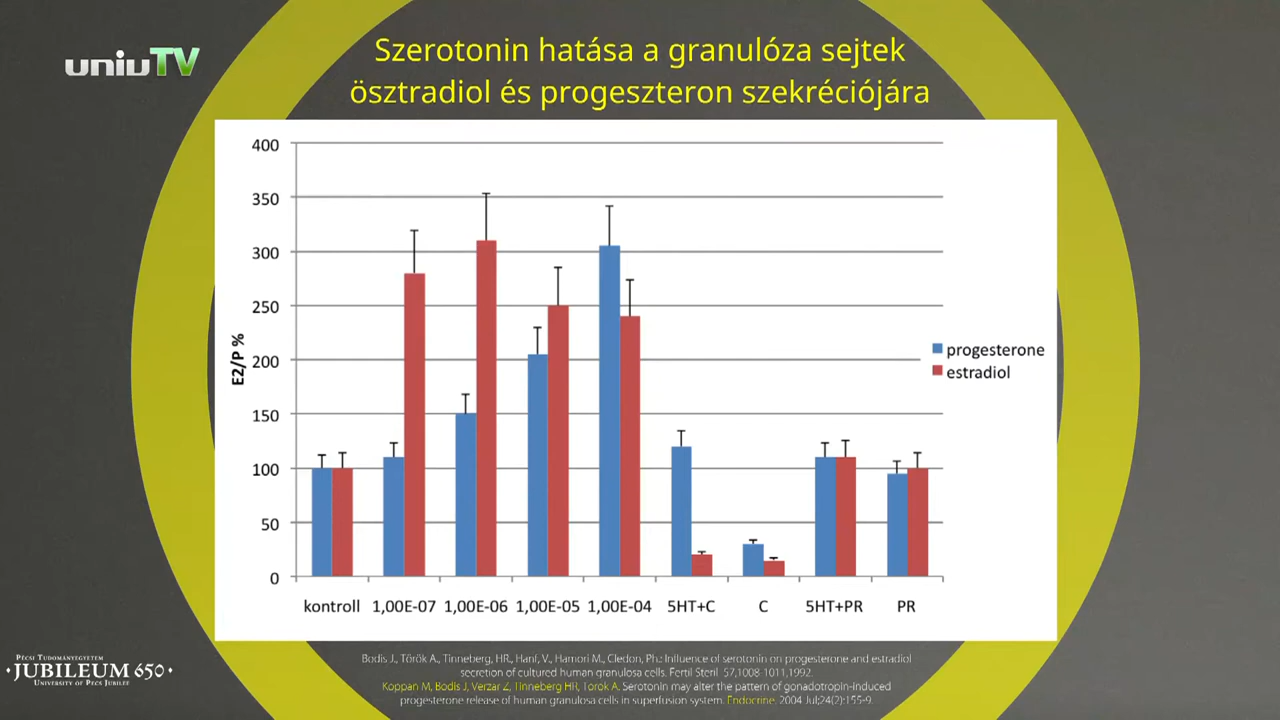 uniuTV
Szerotonin hatása a granulóza sejtek
ösztradiol és progeszteron szekréciójára
400
350
300
250
200
150
100
50
0
E2/P %
kontroll 1,00E-07 1,00E-06 1,00E-05 1,00E-04 5HT+C C 5HT+PR PR
progesterone
estradiol
Bodis J., Török A., Tinneberg, HR., Hanf, V., Hamori M., Cledon, Ph.: Influence of serotonin on progesterone and estradiol
secretion of cultured human granulosa cells. Fertil Steril 57,1008-1011,1992.
Koppan M, Bodis J, Verzar Z, Tinneberg HR, Torok A. Serotonin may alter the pattern of gonadotropin-induced
progesterone release of human granulosa cells in superfusion system. Endocrine. 2004 Jul;24(2):155-9.
Pécsi Tudományegyetem
·JUBILEUM 650·
University of Pécs Jubilee